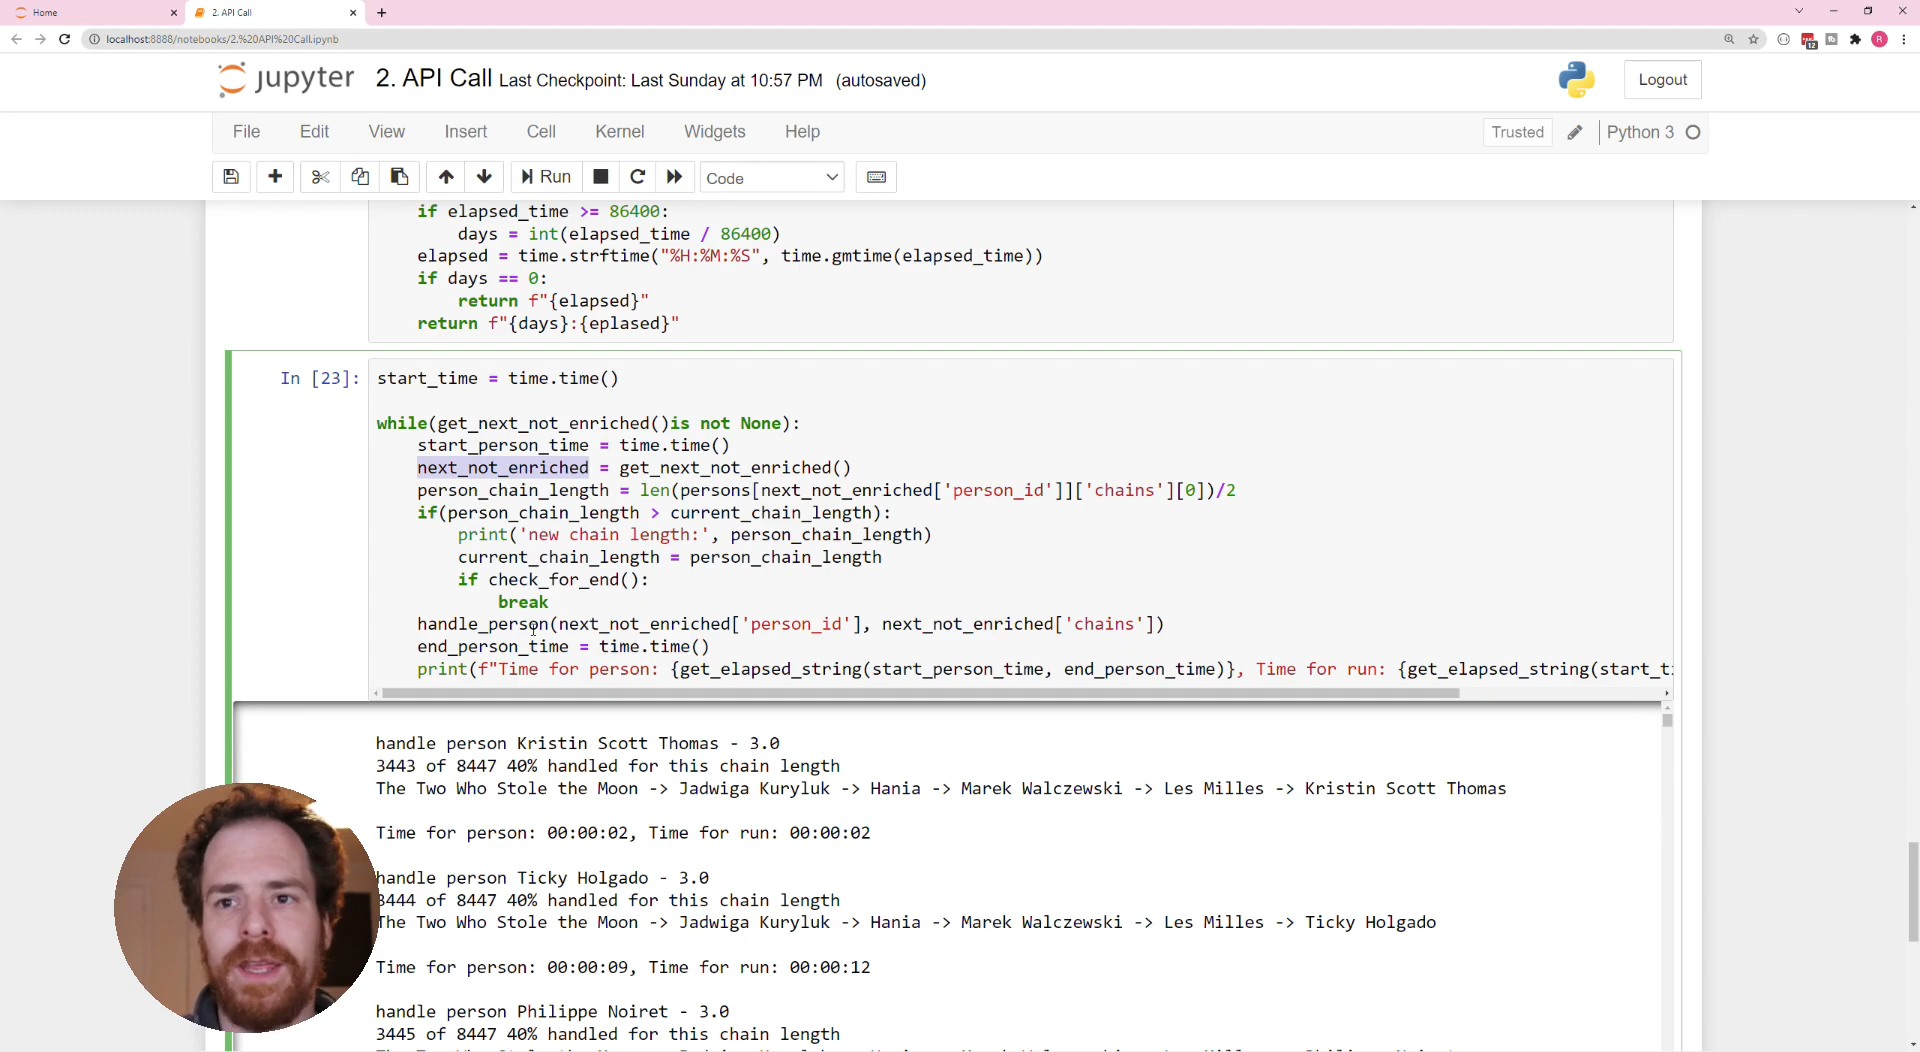 Home
2. API Call
localhost:8888/notebooks/2.%20API%20Call.ipynb
12
R
jupyter 2. API Call Last Checkpoint: Last Sunday at 10:57 PM (autosaved)
Logout
File Edit View Insert Cell Kernel Widgets Help
Trusted Python 3
Run Code
if elapsed_time >= 86400:
days = int(elapsed_time / 86400)
elapsed = time.strftime("%H:%M:%S", time.gmtime(elapsed_time))
if days == 0:
return f"{elapsed}"
return f"{days}:{eplased}"
In [23]: start_time = time.time()
while(get_next_not_enriched()is not None):
start_person_time = time.time()
next_not_enriched = get_next_not_enriched()
person_chain_length = len(persons[next_not_enriched['person_id']]['chains'][0])/2
if(person_chain_length > current_chain_length):
print('new chain length:', person_chain_length)
current_chain_length = person_chain_length
if check_for_end():
break
handle_person(next_not_enriched['person_id'], next_not_enriched['chains'])
end_person_time = time.time()
print(f"Time for person: {get_elapsed_string(start_person_time, end_person_time)}, Time for run: {get_elapsed_string(start_ti
handle person Kristin Scott Thomas - 3.0
3443 of 8447 40% handled for this chain length
The Two Who Stole the Moon -> Jadwiga Kuryluk -> Hania -> Marek Walczewski -> Les Milles -> Kristin Scott Thomas
Time for person: 00:00:02, Time for run: 00:00:02
handle person Ticky Holgado - 3.0
3444 of 8447 40% handled for this chain length
The Two Who Stole the Moon -> Jadwiga Kuryluk -> Hania -> Marek Walczewski -> Les Milles -> Ticky Holgado
Time for person: 00:00:09, Time for run: 00:00:12
handle person Philippe Noiret - 3.0
3445 of 8447 40% handled for this chain length